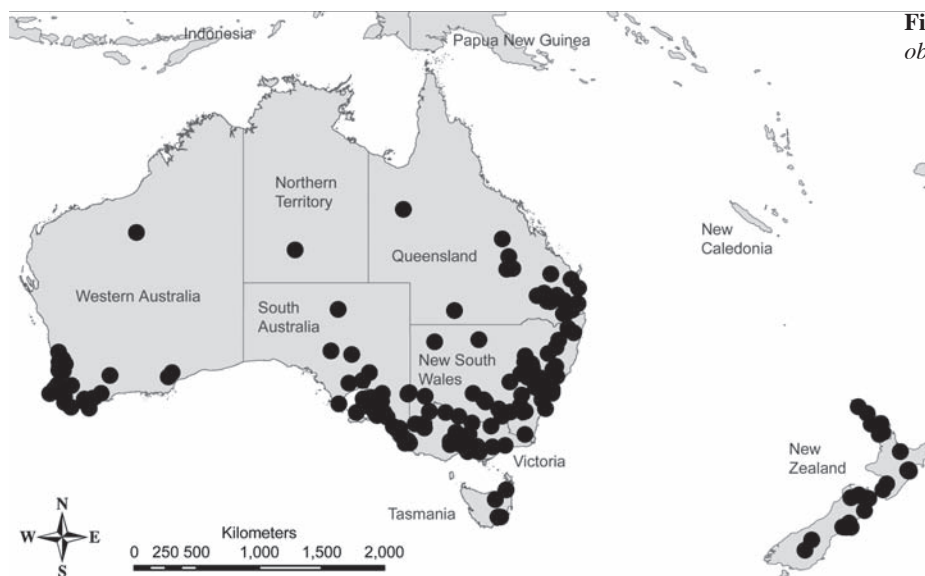 Fi
ob
Indonesia
Papua New Guinea
Northern
Territory
New
Caledonia
Queensland
Western Australia
South
Australia
New South
Wales
New
Zealand
Victoria
Tasmania
N
W E
S
Kilometers
0 250 500 1,000 1,500 2,000